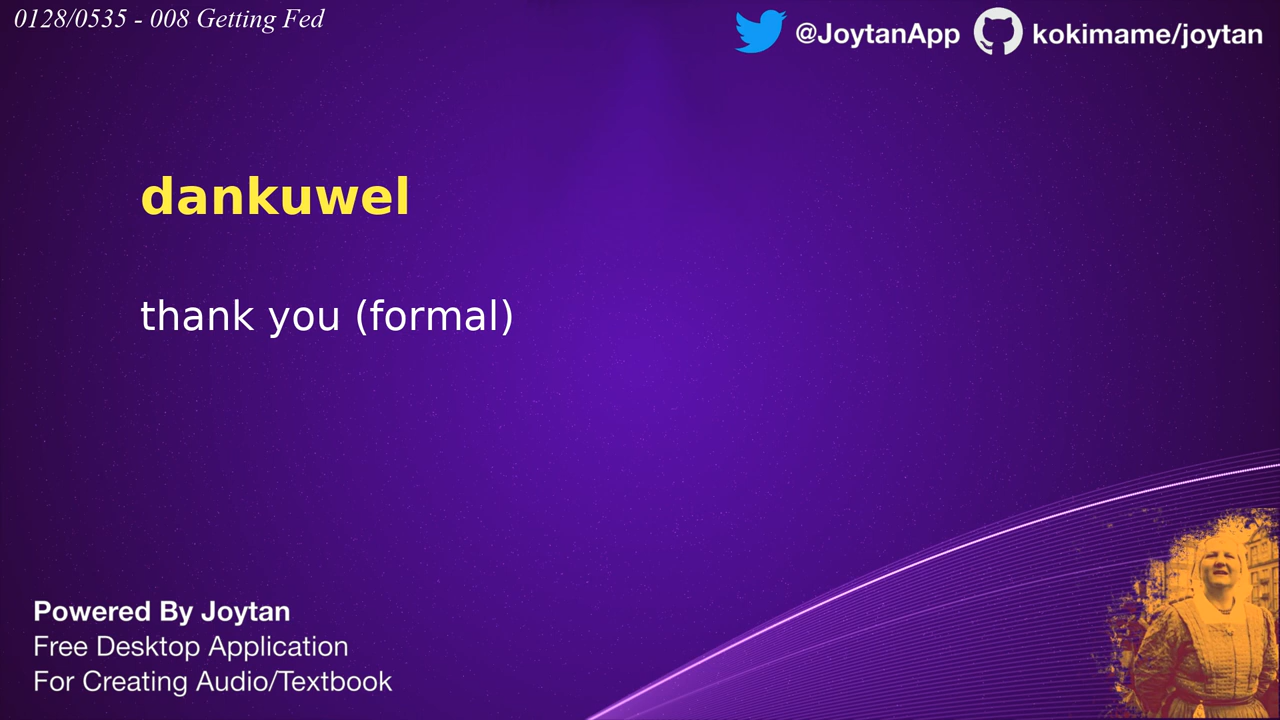 0128/0535 - 008 Getting Fed
@JoytanApp kokimame/joytan
dankuwel
thank you (formal)
Powered By Joytan
Free Desktop Application
For Creating Audio/Textbook